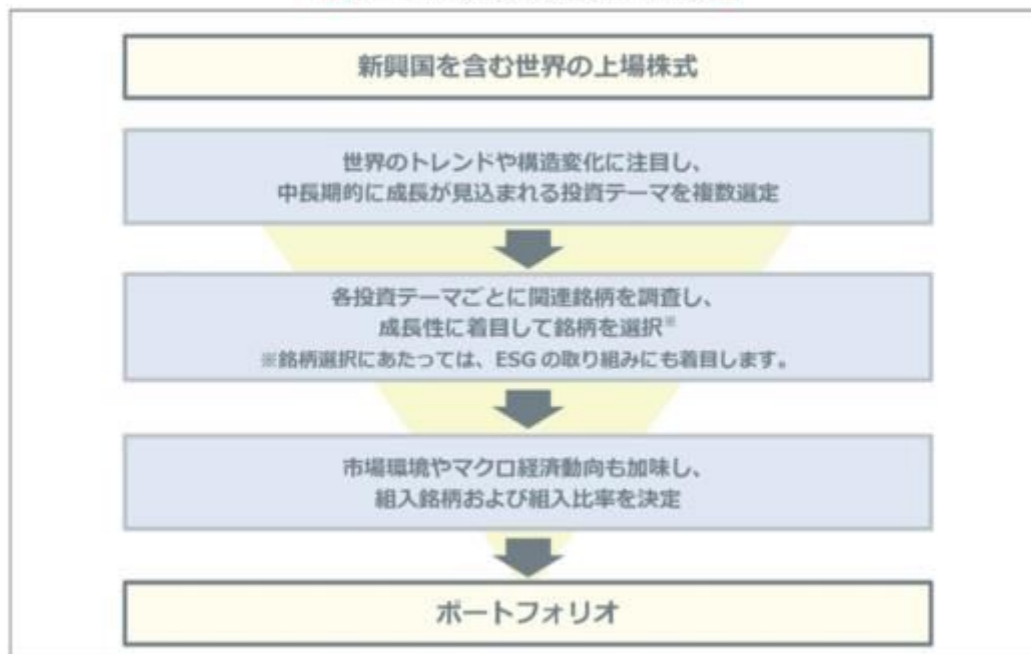 新興国を含む世界の上場株式
世界のトレンドや構造変化に注目し、
中長期的に成長が見込まれる投資テーマを複数選定
各投資テーマごとに関連銘柄を調査し、
成長性に着目して銘柄を選択※
※銘柄選択にあたっては、ESGの取り組みにも着目します。
市場環境やマクロ経済動向も加味し、
組入銘柄および組入比率を決定
ポートフォリオ